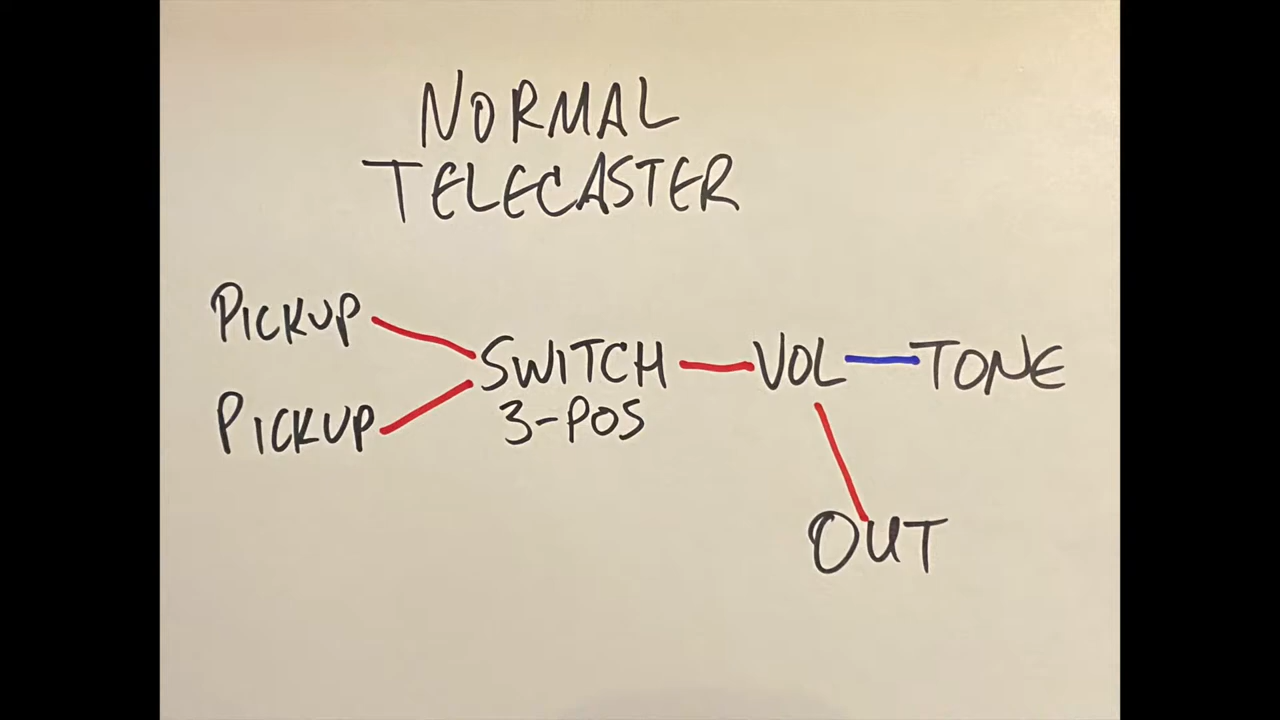 NORMAL
TELECASTER
PICKUP
PICKUP
SWITCH
3-POS
VOL
TONE
OUT